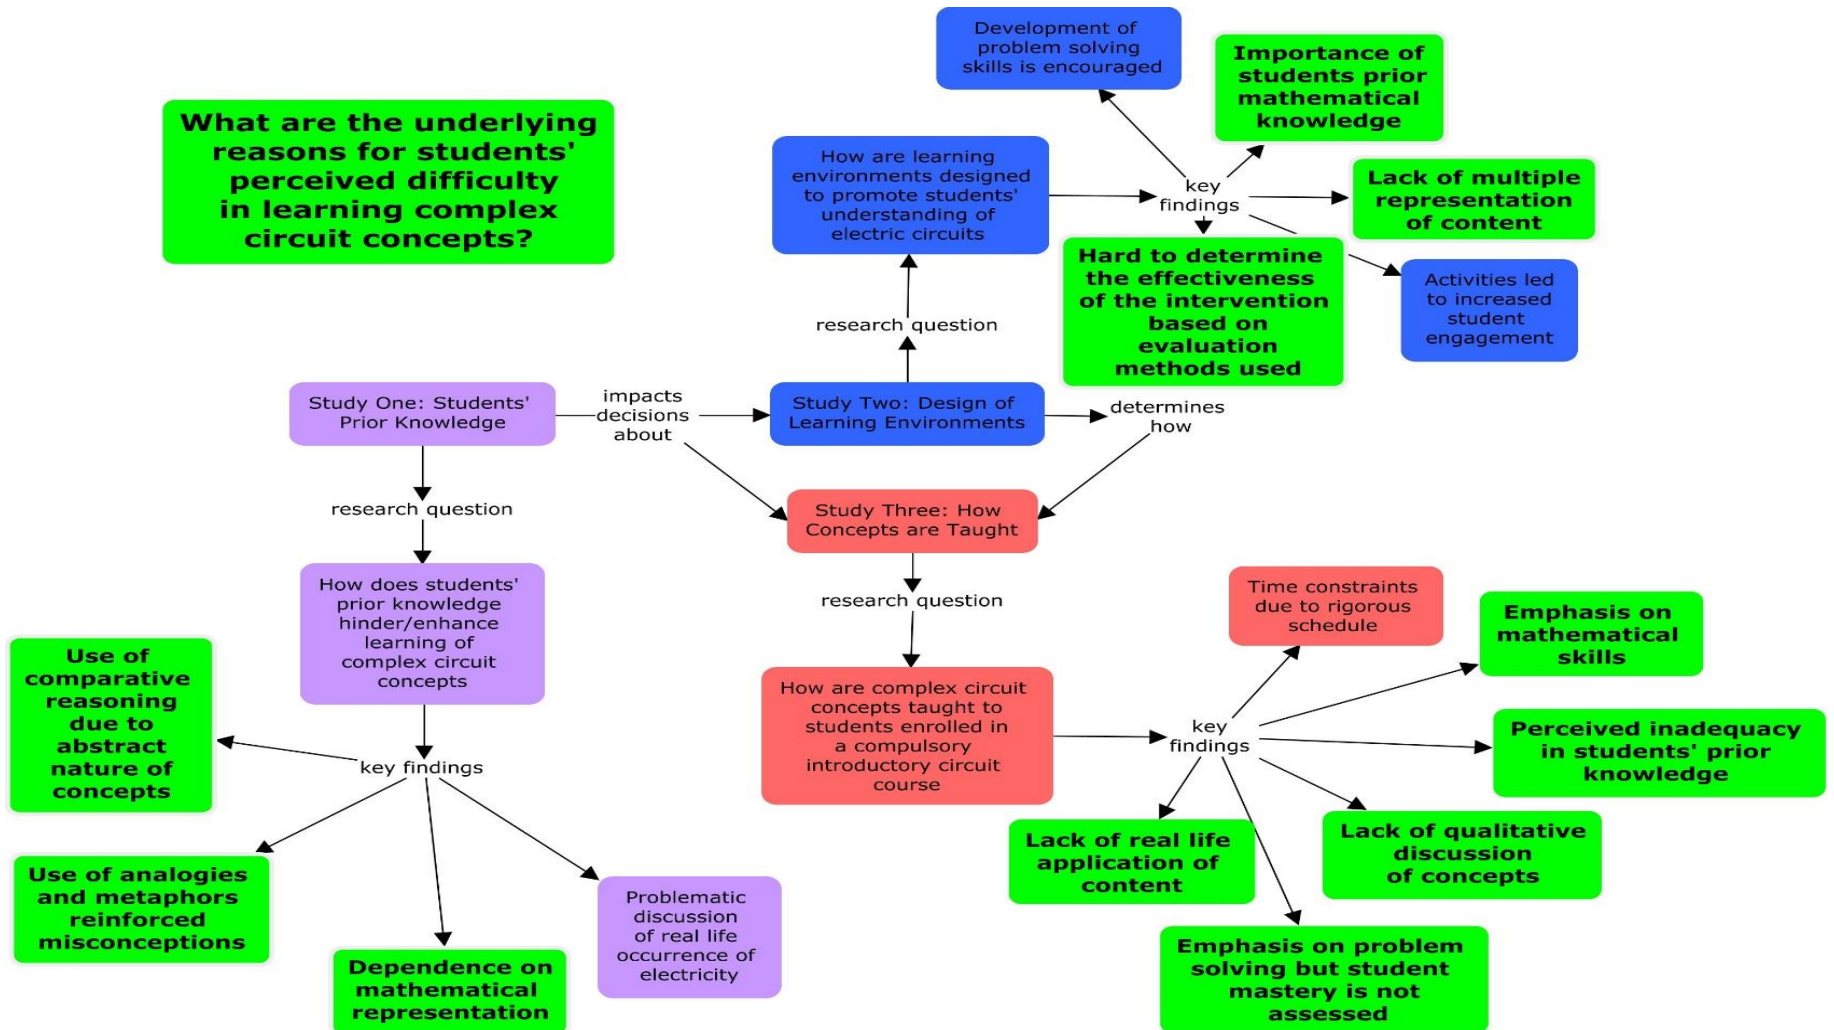 What are the underlying
reasons for students'
perceived difficulty
in learning complex
circuit concepts?
Development of
problem solving
skills is encouraged
Importance of
students prior
mathematical
knowledge
How are learning
environments designed
to promote students'
understanding of
electric circuits
key
findings
Lack of multiple
representation
of content
Hard to determine
the effectiveness
of the intervention
based on
evaluation
methods used
Activities led
to increased
student
engagement
research question
Study One: Students'
Prior Knowledge
impacts
decisions
about
Study Two: Design of
Learning Environments
determines
how
Study Three: How
Concepts are Taught
research question
How does students'
prior knowledge
hinder/enhance
learning of
complex circuit
concepts
key findings
Use of
comparative
reasoning
due to
abstract
nature of
concepts
Use of analogies
and metaphors
reinforced
misconceptions
Dependence on
mathematical
representation
Problematic
discussion
of real life
occurrence of
electricity
research question
How are complex circuit
concepts taught to
students enrolled in
a compulsory
introductory circuit
course
key
findings
Time constraints
due to rigorous
schedule
Emphasis on
mathematical
skills
Perceived inadequacy
in students' prior
knowledge
Lack of qualitative
discussion
of concepts
Lack of real life
application of
content
Emphasis on problem
solving but student
mastery is not
assessed